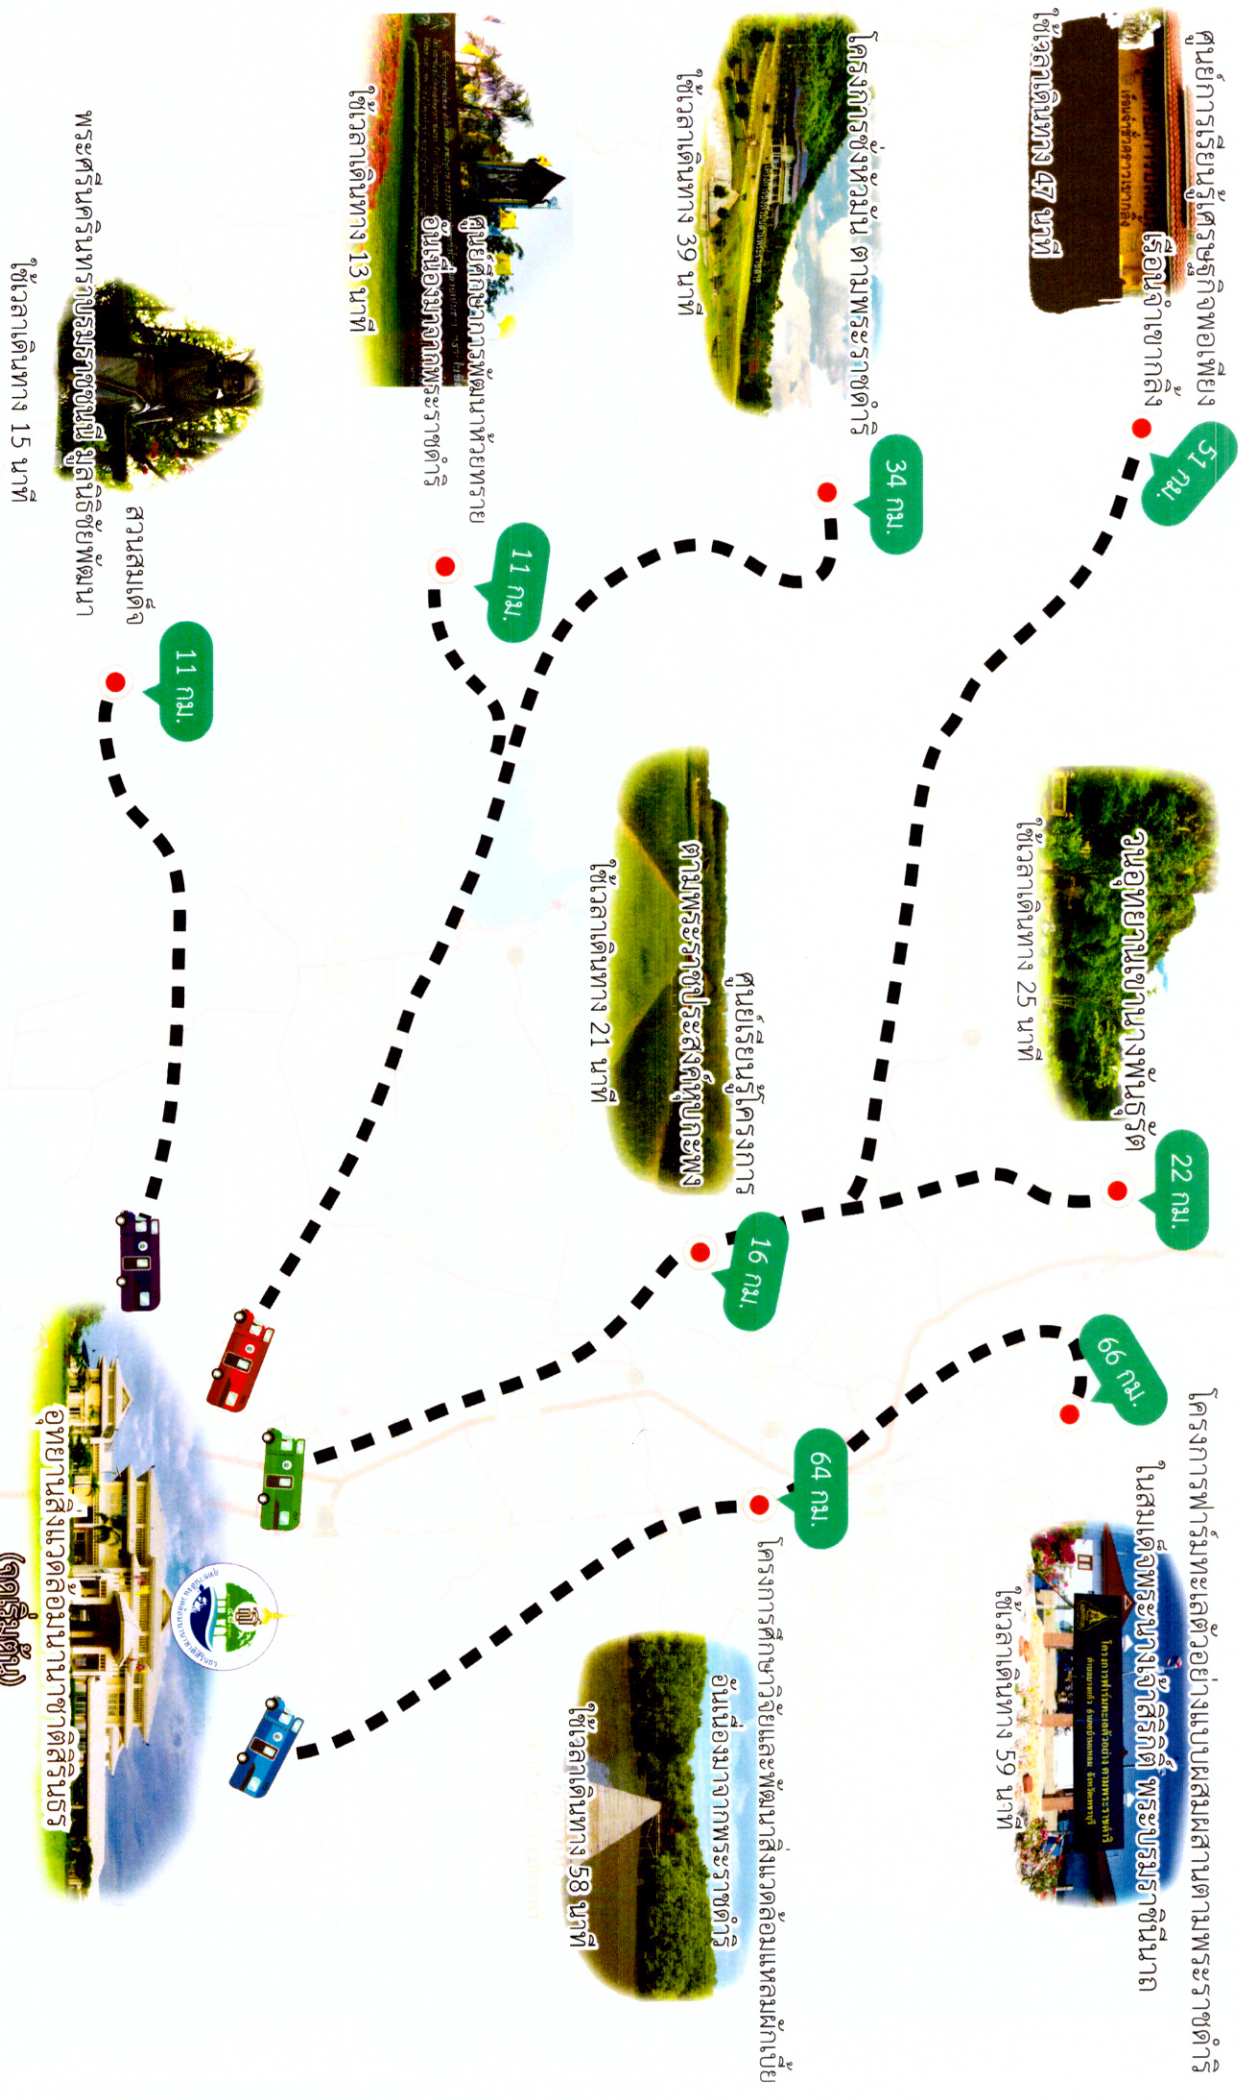 ศูนย์การเรียนรู้เศรษฐกิจพอเพียง
เรือนจำเขากลิ้ง
ใช้เวลาเดินทาง 47 นาที
51 กม.
วนอุทยานเขานางพันธุรัต
ใช้เวลาเดินทาง 25 นาที
22 กม.
โครงการฟาร์มทะเลตัวอย่างแบบผสมผสานตามพระราชดำริ
ในสมเด็จพระนางเจ้าสิริกิติ์ พระบรมราชินีนาถ
ใช้เวลาเดินทาง 59 นาที
66 กม.
โครงการชั่งหัวมัน ตามพระราชดำริ
ใช้เวลาเดินทาง 39 นาที
34 กม.
ศูนย์เรียนรู้โครงการ
ตามพระราชประสงค์หุบกะพง
ใช้เวลาเดินทาง 21 นาที
16 กม.
โครงการศึกษาวิจัยและพัฒนาสิ่งแวดล้อมแหลมผักเบี้ย
อันเนื่องมาจากพระราชดำริ
ใช้เวลาเดินทาง 58 นาที
64 กม.
ศูนย์ศึกษาการพัฒนาห้วยทราย
อันเนื่องมาจากพระราชดำริ
ใช้เวลาเดินทาง 13 นาที
11 กม.
สวนสมเด็จ
พระศรีนครินทราบรมราชชนนี มูลนิธิชัยพัฒนา
ใช้เวลาเดินทาง 15 นาที
11 กม.
อุทยานสิ่งแวดล้อมนานาชาติสิรินธร
(จุดเริ่มต้น)